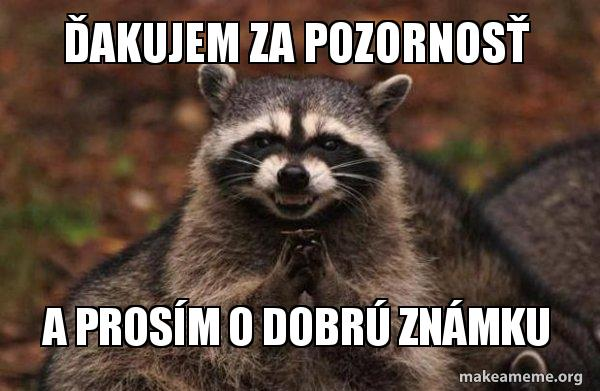 ĎAKUJEM ZA POZORNOSŤ
A PROSÍM O DOBRÚ ZNÁMKU
makeameme.org